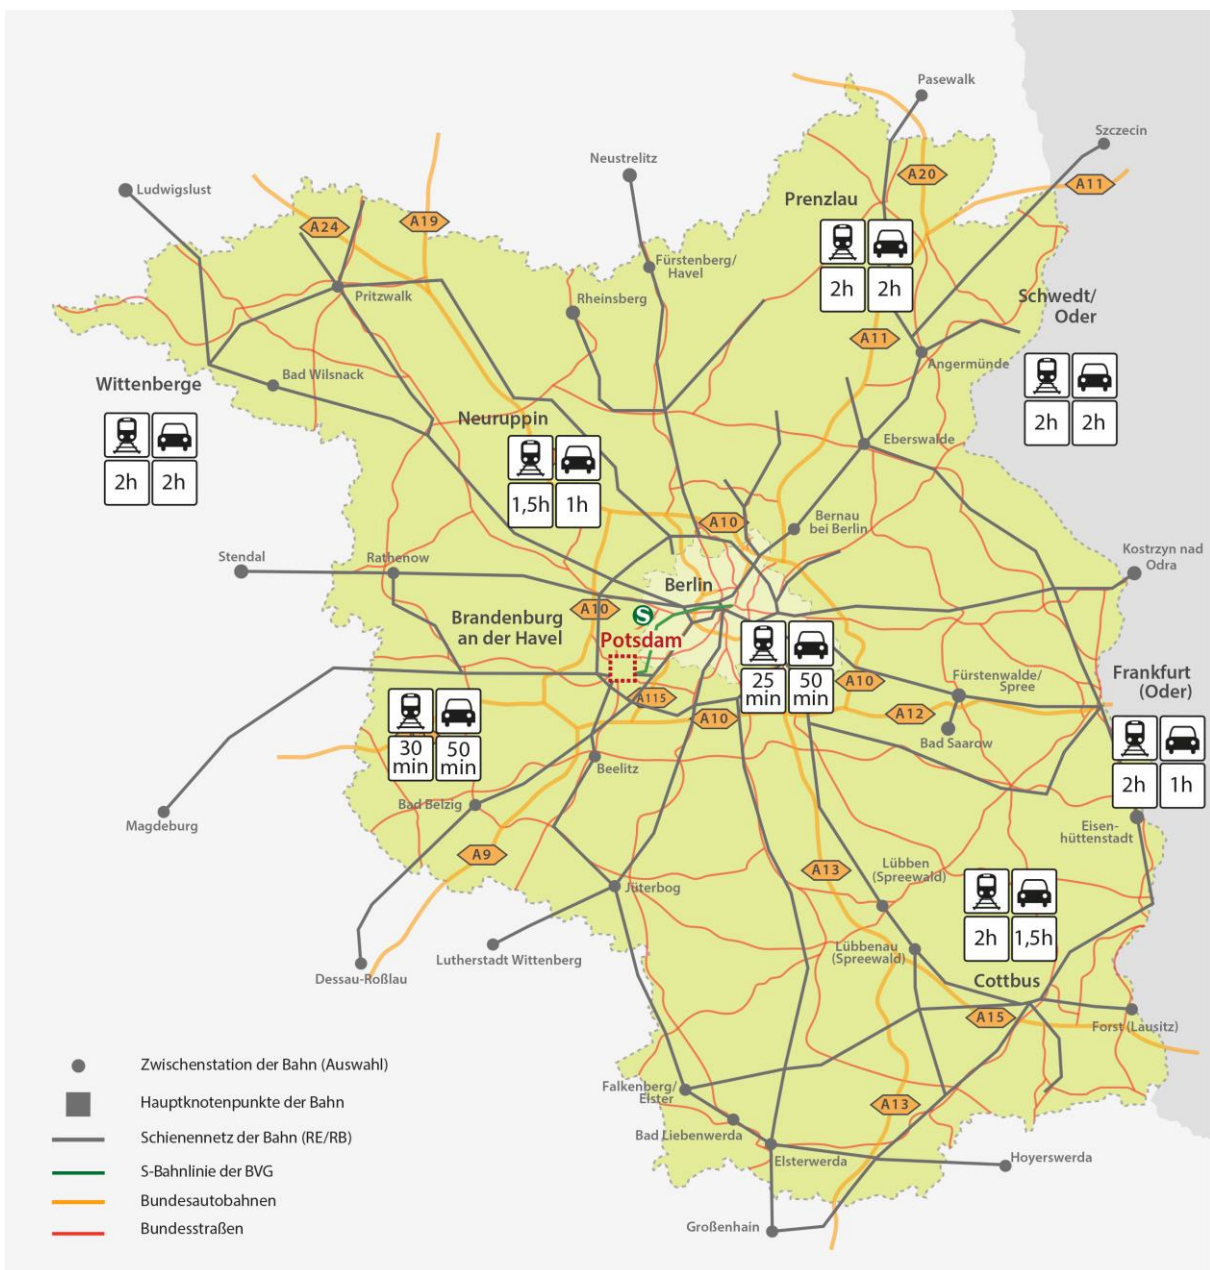 Pasewalk
Szczecin
Neustrelitz
Ludwigslust
A20
A11
Prenzlau
A24
A19
Fürstenberg/
Havel
2h
2h
Pritzwalk
Rheinsberg
Schwedt/
Oder
A11
Angermünde
Wittenberge
Bad Wilsnack
2h
2h
Neuruppin
Eberswalde
2h
2h
1,5h
1h
A10
Bernau
bei Berlin
Stendal
Rathenow
Kostrzyn nad
Odra
Berlin
Brandenburg
an der Havel
A10
S
Potsdam
25
min
50
min
A10
Fürstenwalde/
Spree
Frankfurt
(Oder)
A115
A10
A12
Bad Saarow
30
min
50
min
Beelitz
2h
1h
Bad Belzig
Magdeburg
Eisen-
hüttenstadt
A9
A13
Lübben
(Spreewald)
Jüterbog
2h
1,5h
Lutherstadt Wittenberg
Lübbenau
(Spreewald)
Dessau-Roßlau
Cottbus
A15
Forst (Lausitz)
Falkenberg/
Elster
A13
Bad Liebenwerda
Elsterwerda
Hoyerswerda
Großenhain
Zwischenstation der Bahn (Auswahl)
Hauptknotenpunkte der Bahn
Schienennetz der Bahn (RE/RB)
S-Bahnlinie der BVG
Bundesautobahnen
Bundesstraßen